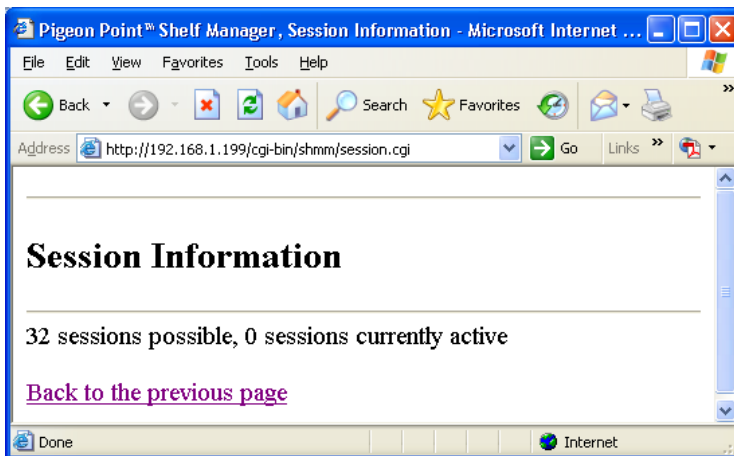 Pigeon Point™ Shelf Manager, Session Information - Microsoft Internet ...
File Edit View Favorites Tools Help
Back Search Favorites »
Address http://192.168.1.199/cgi-bin/shmm/session.cgi Go Links »
Session Information
32 sessions possible, 0 sessions currently active
Back to the previous page
Done Internet